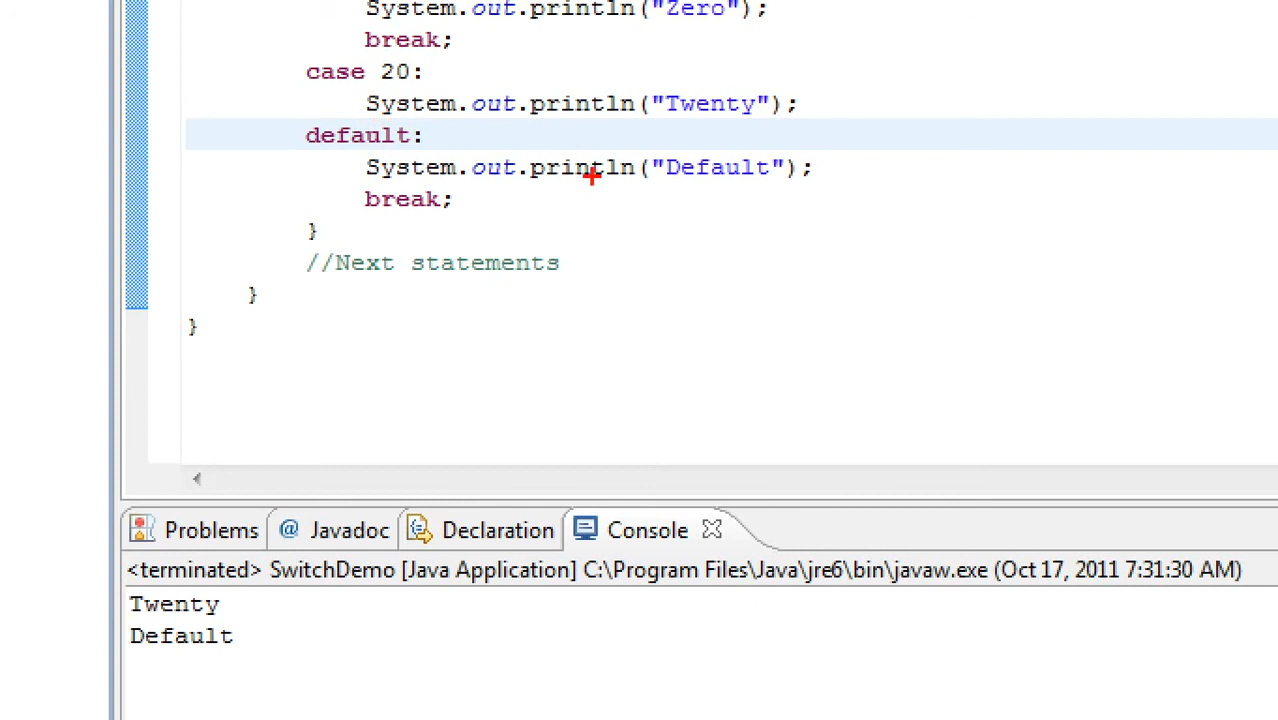 System.out.println("Zero");
break;
case 20:
System.out.println("Twenty");
default:
System.out.println("Default");
break;
}
//Next statements
}
}
Problems @ Javadoc Declaration Console
<terminated> SwitchDemo [Java Application] C:\Program Files\Java\jre6\bin\javaw.exe (Oct 17, 2011 7:31:30 AM)
Twenty
Default